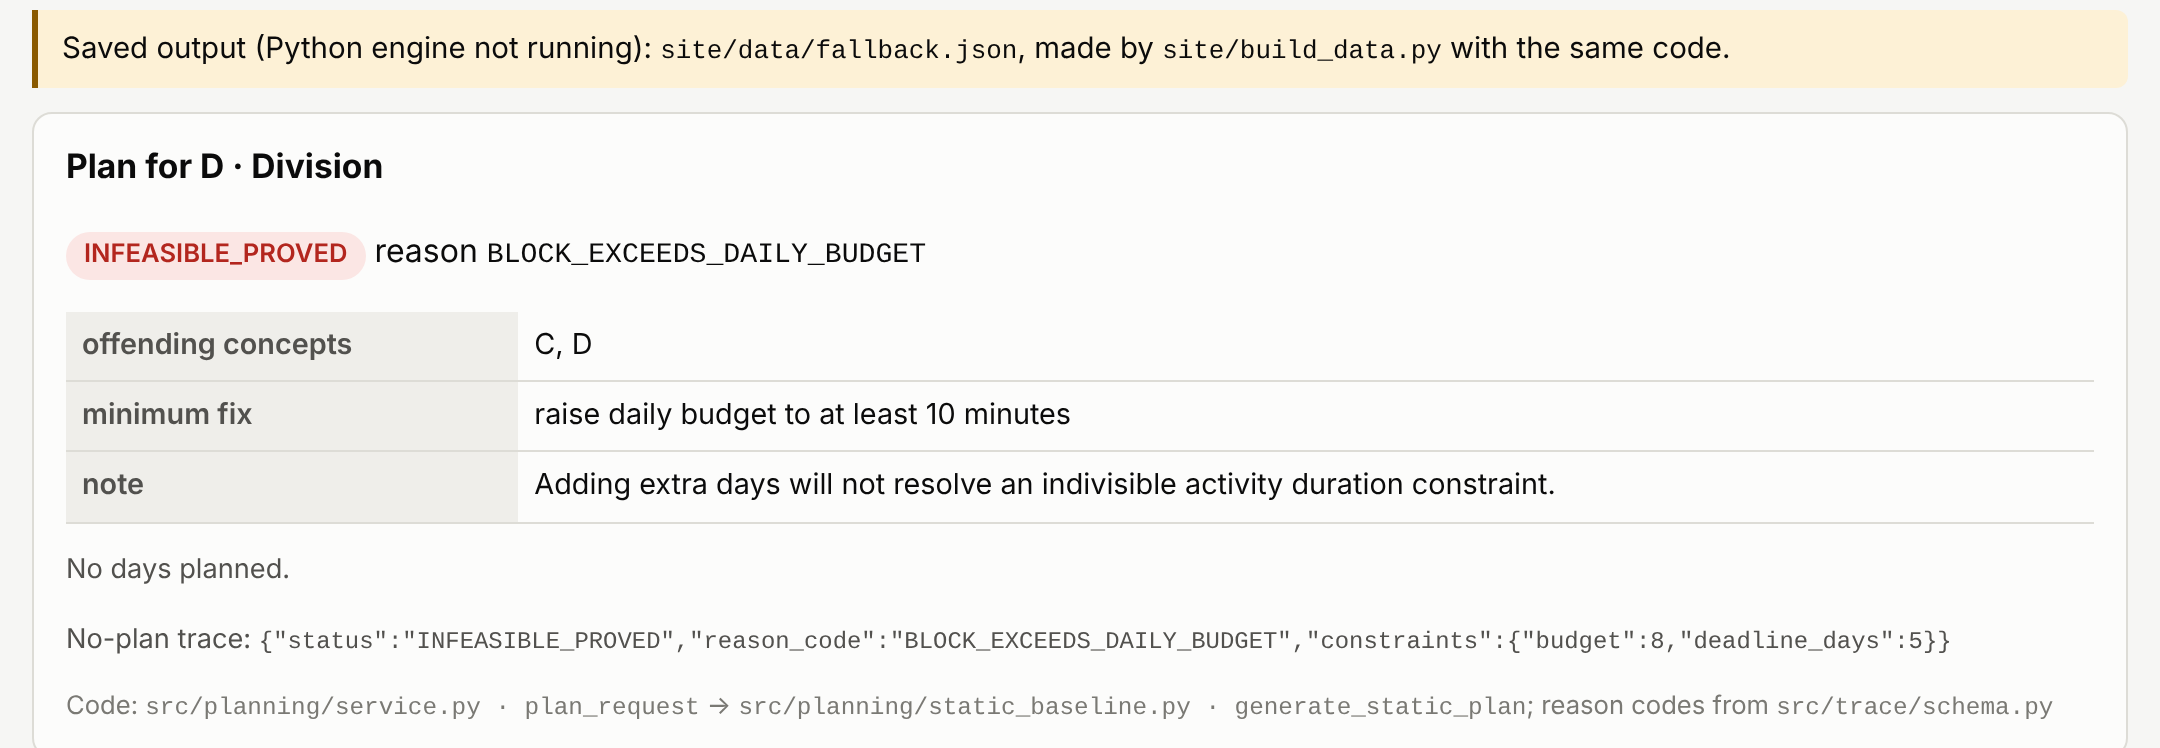 Saved output (Python engine not running): site/data/fallback.json, made by site/build_data.py with the same code.
Plan for D · Division
INFEASIBLE_PROVED reason BLOCK_EXCEEDS_DAILY_BUDGET
offending concepts C, D
minimum fix raise daily budget to at least 10 minutes
note Adding extra days will not resolve an indivisible activity duration constraint.
No days planned.
No-plan trace: {"status":"INFEASIBLE_PROVED","reason_code":"BLOCK_EXCEEDS_DAILY_BUDGET","constraints":{"budget":8,"deadline_days":5}}
Code: src/planning/service.py · plan_request → src/planning/static_baseline.py · generate_static_plan; reason codes from src/trace/schema.py